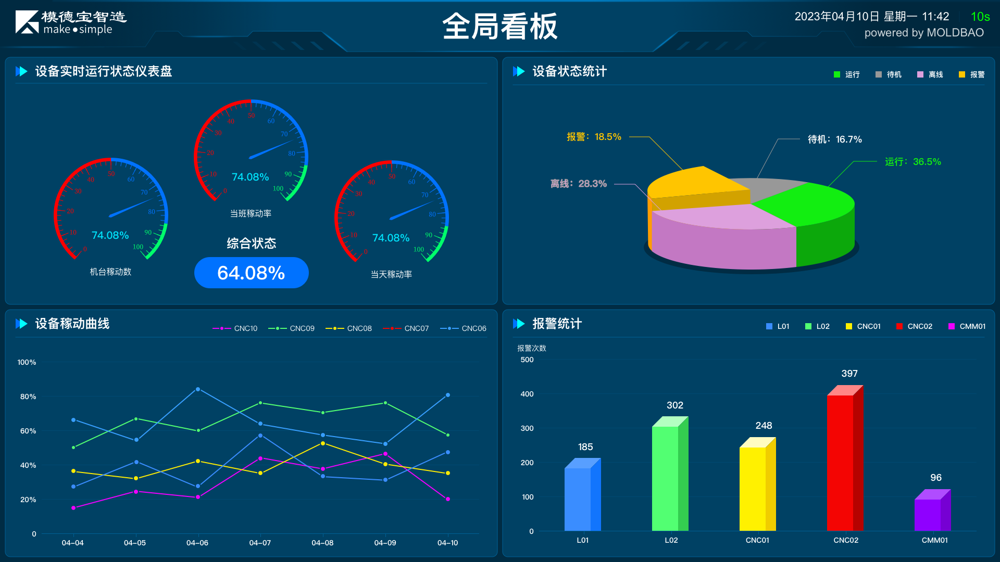 模德宝智造
make simple
全局看板
2023年04月10日 星期一 11:42
10s
powered by MOLDBAO
设备实时运行状态仪表盘
0 10 20 30 40 50 60 70 80 90 100
74.08%
机台稼动数
0 10 20 30 40 50 60 70 80 90 100
74.08%
当班稼动率
综合状态
64.08%
0 10 20 30 40 50 60 70 80 90 100
74.08%
当天稼动率
设备状态统计
运行 待机 离线 报警
报警：18.5%
待机：16.7%
运行：36.5%
离线：28.3%
设备稼动曲线
CNC10 CNC09 CNC08 CNC07 CNC06
100%
80%
60%
40%
20%
0
04-04 04-05 04-06 04-07 04-08 04-09 04-10
报警统计
L01 L02 CNC01 CNC02 CMM01
报警次数
500
400
300
200
100
0
185
302
248
397
96
L01 L02 CNC01 CNC02 CMM01